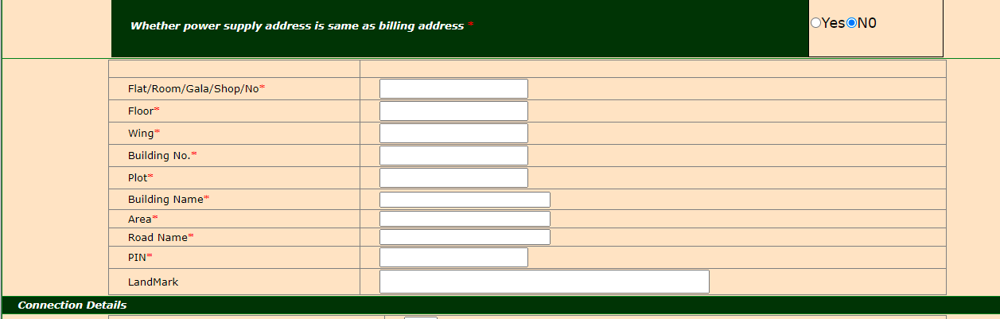 Whether power supply address is same as billing address *
Yes N0
Flat/Room/Gala/Shop/No*
Floor*
Wing*
Building No.*
Plot*
Building Name*
Area*
Road Name*
PIN*
LandMark
Connection Details